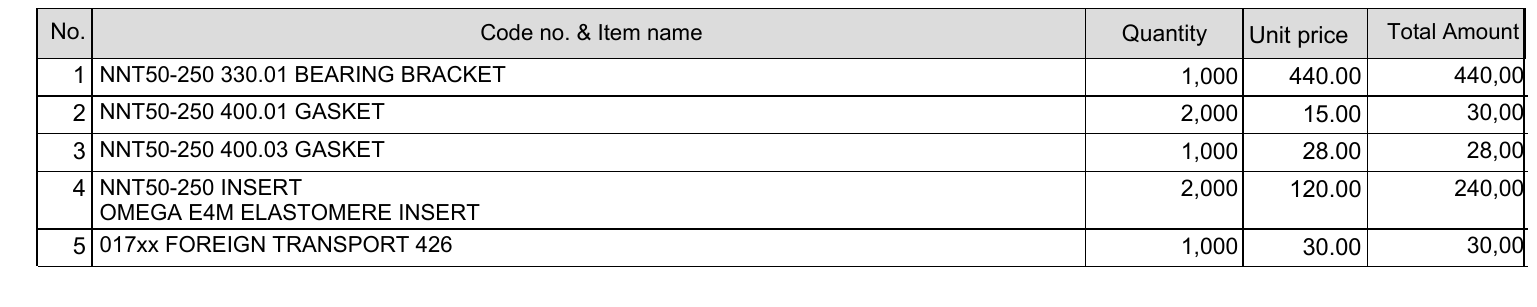 No. Code no. & Item name Quantity Unit price Total Amount
1 NNT50-250 330.01 BEARING BRACKET 1,000 440.00 440,00
2 NNT50-250 400.01 GASKET 2,000 15.00 30,00
3 NNT50-250 400.03 GASKET 1,000 28.00 28,00
4 NNT50-250 INSERT 2,000 120.00 240,00
OMEGA E4M ELASTOMERE INSERT
5 017xx FOREIGN TRANSPORT 426 1,000 30.00 30,00